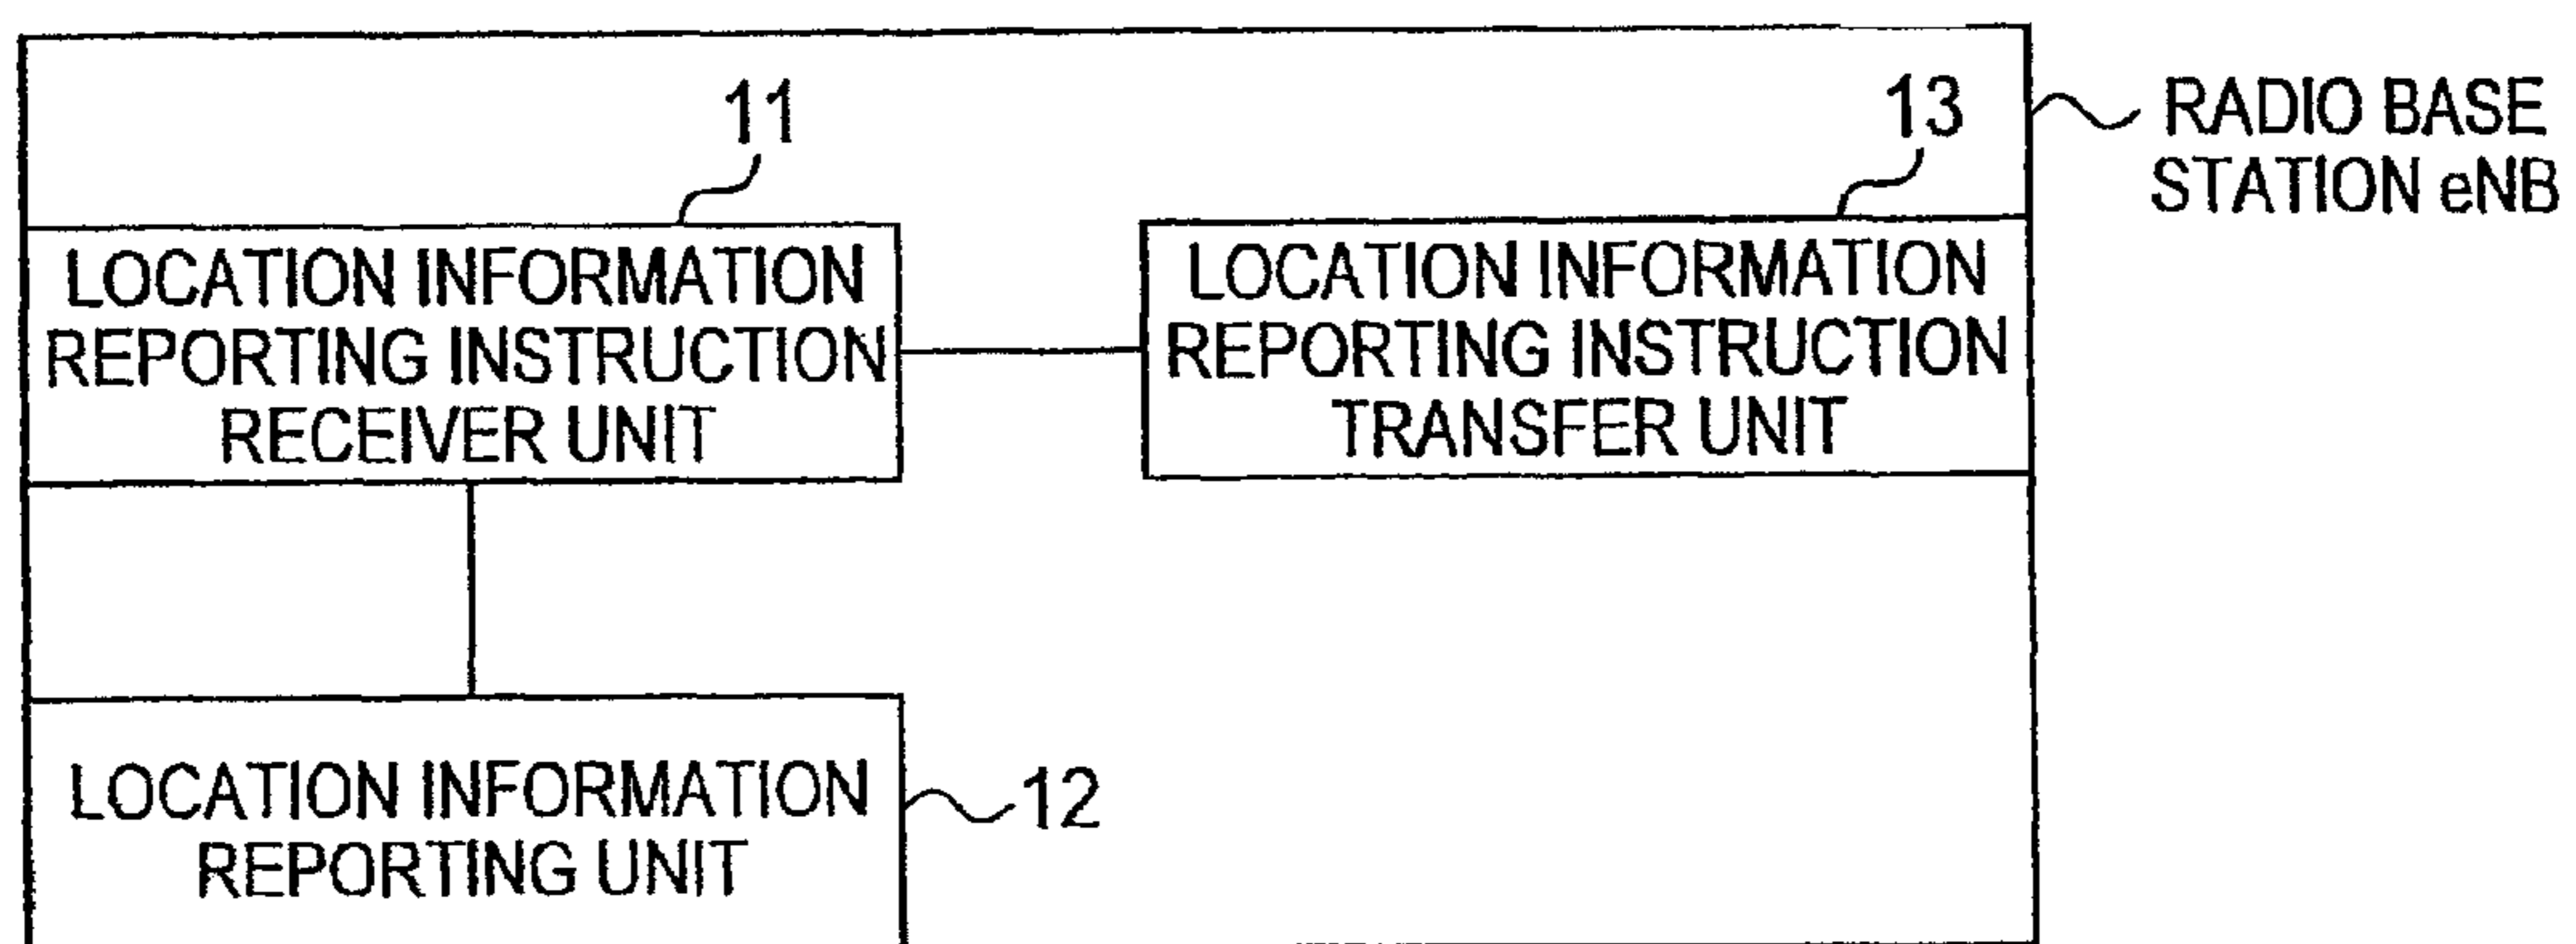 11
13
RADIO BASE
STATION eNB
LOCATION INFORMATION
REPORTING INSTRUCTION
RECEIVER UNIT
LOCATION INFORMATION
REPORTING INSTRUCTION
TRANSFER UNIT
LOCATION INFORMATION
REPORTING UNIT
12